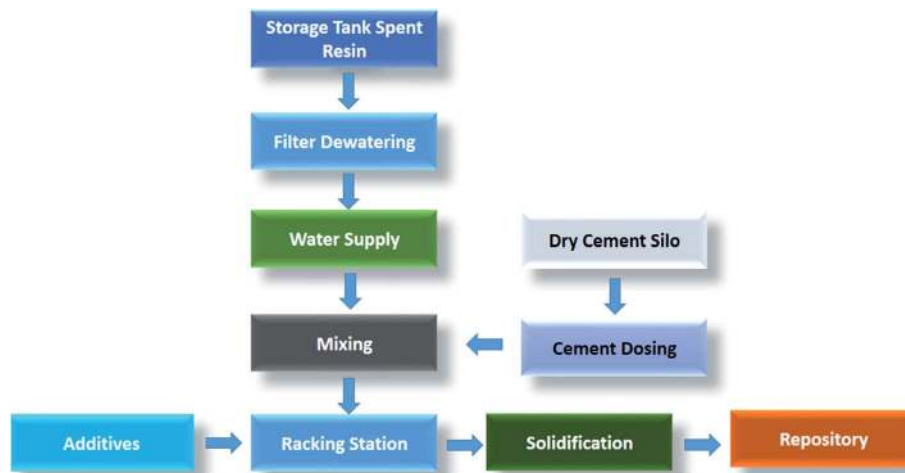 Storage Tank Spent
Resin
Filter Dewatering
Water Supply
Dry Cement Silo
Mixing
Cement Dosing
Additives
Racking Station
Solidification
Repository